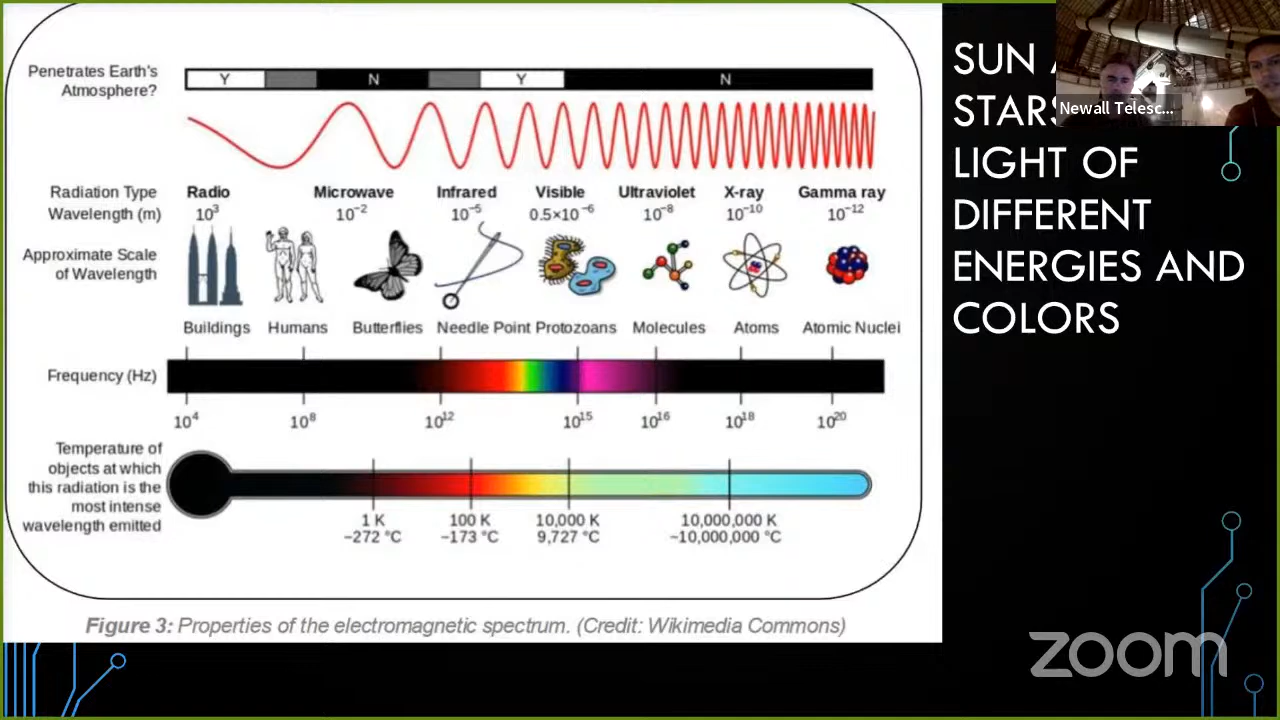 Penetrates Earth's
Atmosphere?
Y N Y N
Radiation Type
Radio Microwave Infrared Visible Ultraviolet X-ray Gamma ray
Wavelength (m)
10³ 10⁻² 10⁻⁵ 0.5×10⁻⁶ 10⁻⁸ 10⁻¹⁰ 10⁻¹²
Approximate Scale
of Wavelength
Buildings Humans Butterflies Needle Point Protozoans Molecules Atoms Atomic Nuclei
Frequency (Hz)
10⁴ 10⁸ 10¹² 10¹⁵ 10¹⁶ 10¹⁸ 10²⁰
Temperature of
objects at which
this radiation is the
most intense
wavelength emitted
1 K 100 K 10,000 K 10,000,000 K
−272 °C −173 °C 9,727 °C ~10,000,000 °C
Figure 3: Properties of the electromagnetic spectrum. (Credit: Wikimedia Commons)
SUN
STARS
LIGHT OF
DIFFERENT
ENERGIES AND
COLORS
Newall Telesc...
zoom